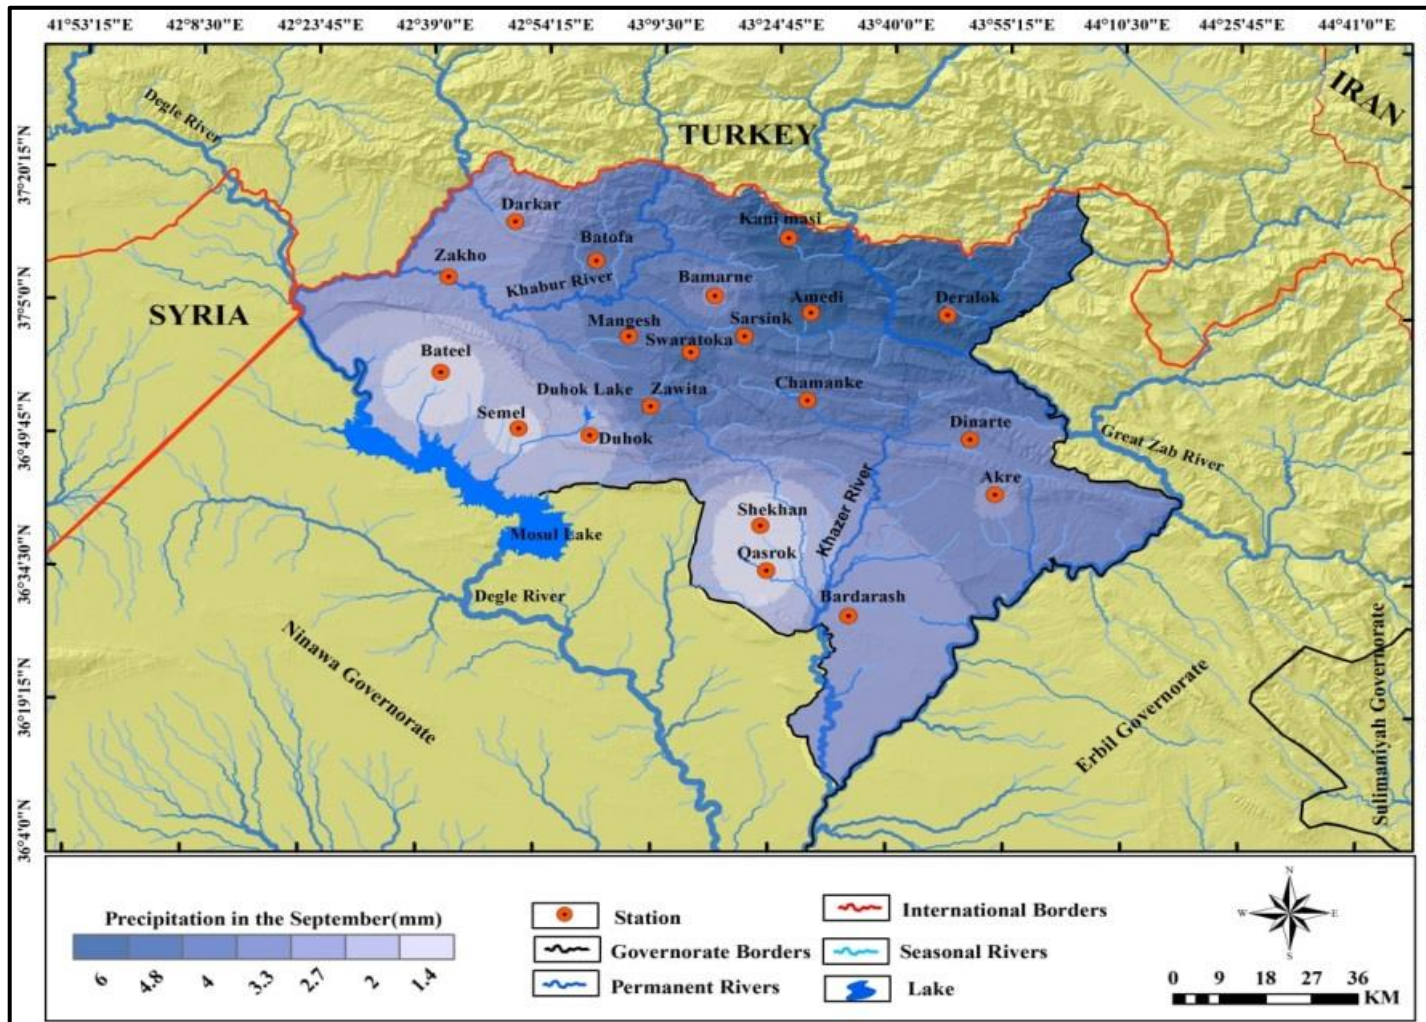 41°53'15"E 42°8'30"E 42°23'45"E 42°39'0"E 42°54'15"E 43°9'30"E 43°24'45"E 43°40'0"E 43°55'15"E 44°10'30"E 44°25'45"E 44°41'0"E
37°20'15"N
37°5'0"N
36°49'45"N
36°34'30"N
36°19'15"N
36°4'0"N
Degle River
TURKEY
IRAN
SYRIA
Darkar
Kani masi
Batofa
Zakho
Khabur River
Bamarne
Amedi
Deralok
Mangesh
Sarsink
Swaratoka
Bateel
Duhok Lake
Zawita
Chamanke
Semel
Duhok
Dinarte
Great Zab River
Akre
Shekhan
Khazer River
Mosul Lake
Qasrok
Degle River
Bardarash
Ninawa Governorate
Erbil Governorate
Sulimaniyah Governorate
Precipitation in the September(mm)
6 4.8 4 3.3 2.7 2 1.4
Station
Governorate Borders
Permanent Rivers
International Borders
Seasonal Rivers
Lake
N
W E
S
0 9 18 27 36
KM